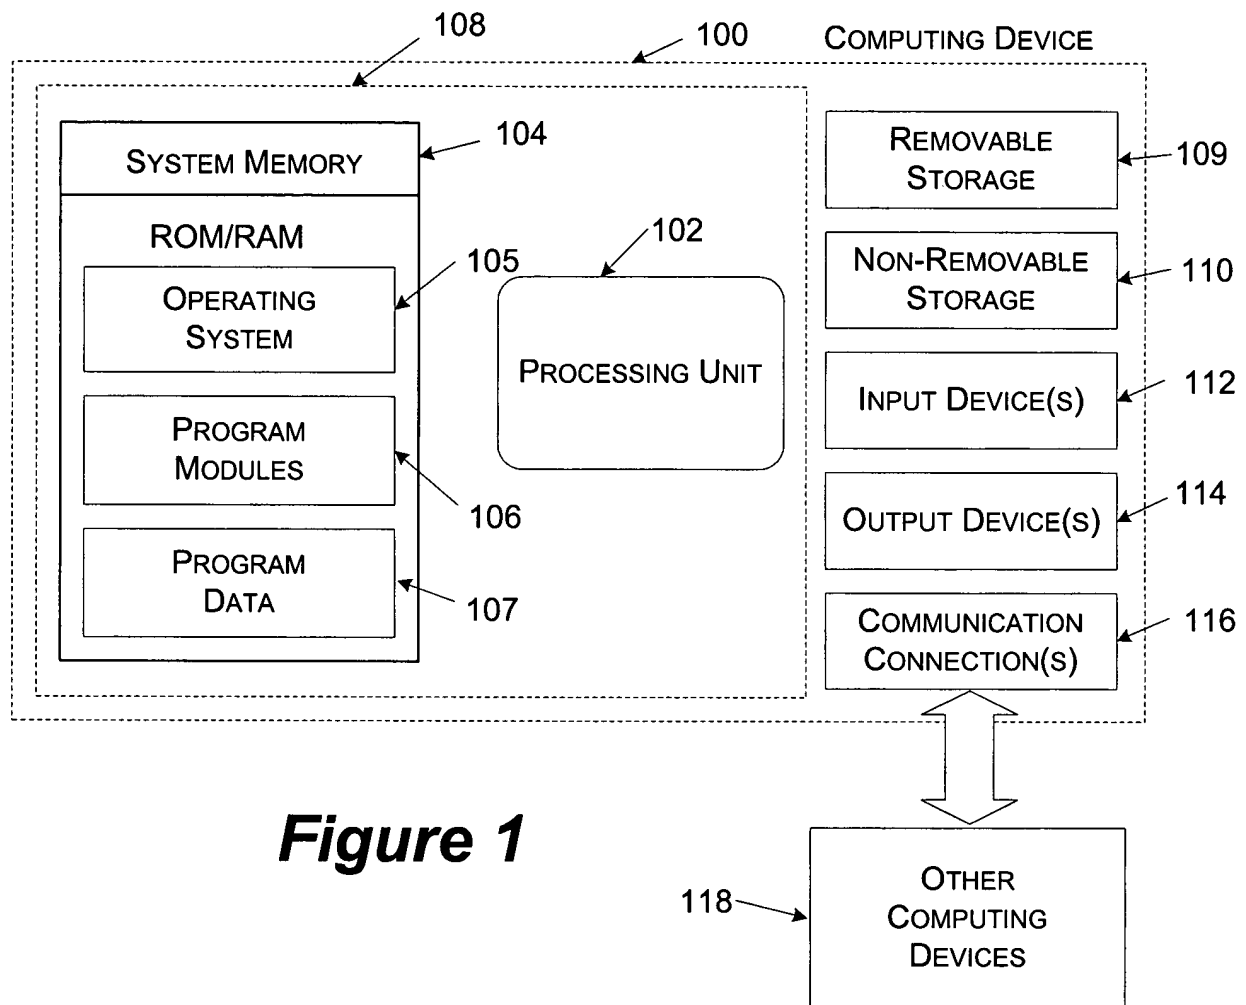 108
100
COMPUTING DEVICE
104
SYSTEM MEMORY
ROM/RAM
105
OPERATING
SYSTEM
PROGRAM
MODULES
106
PROGRAM
DATA
107
102
PROCESSING UNIT
REMOVABLE
STORAGE
109
NON-REMOVABLE
STORAGE
110
INPUT DEVICE(S)
112
OUTPUT DEVICE(S)
114
COMMUNICATION
CONNECTION(S)
116
Figure 1
118
OTHER
COMPUTING
DEVICES